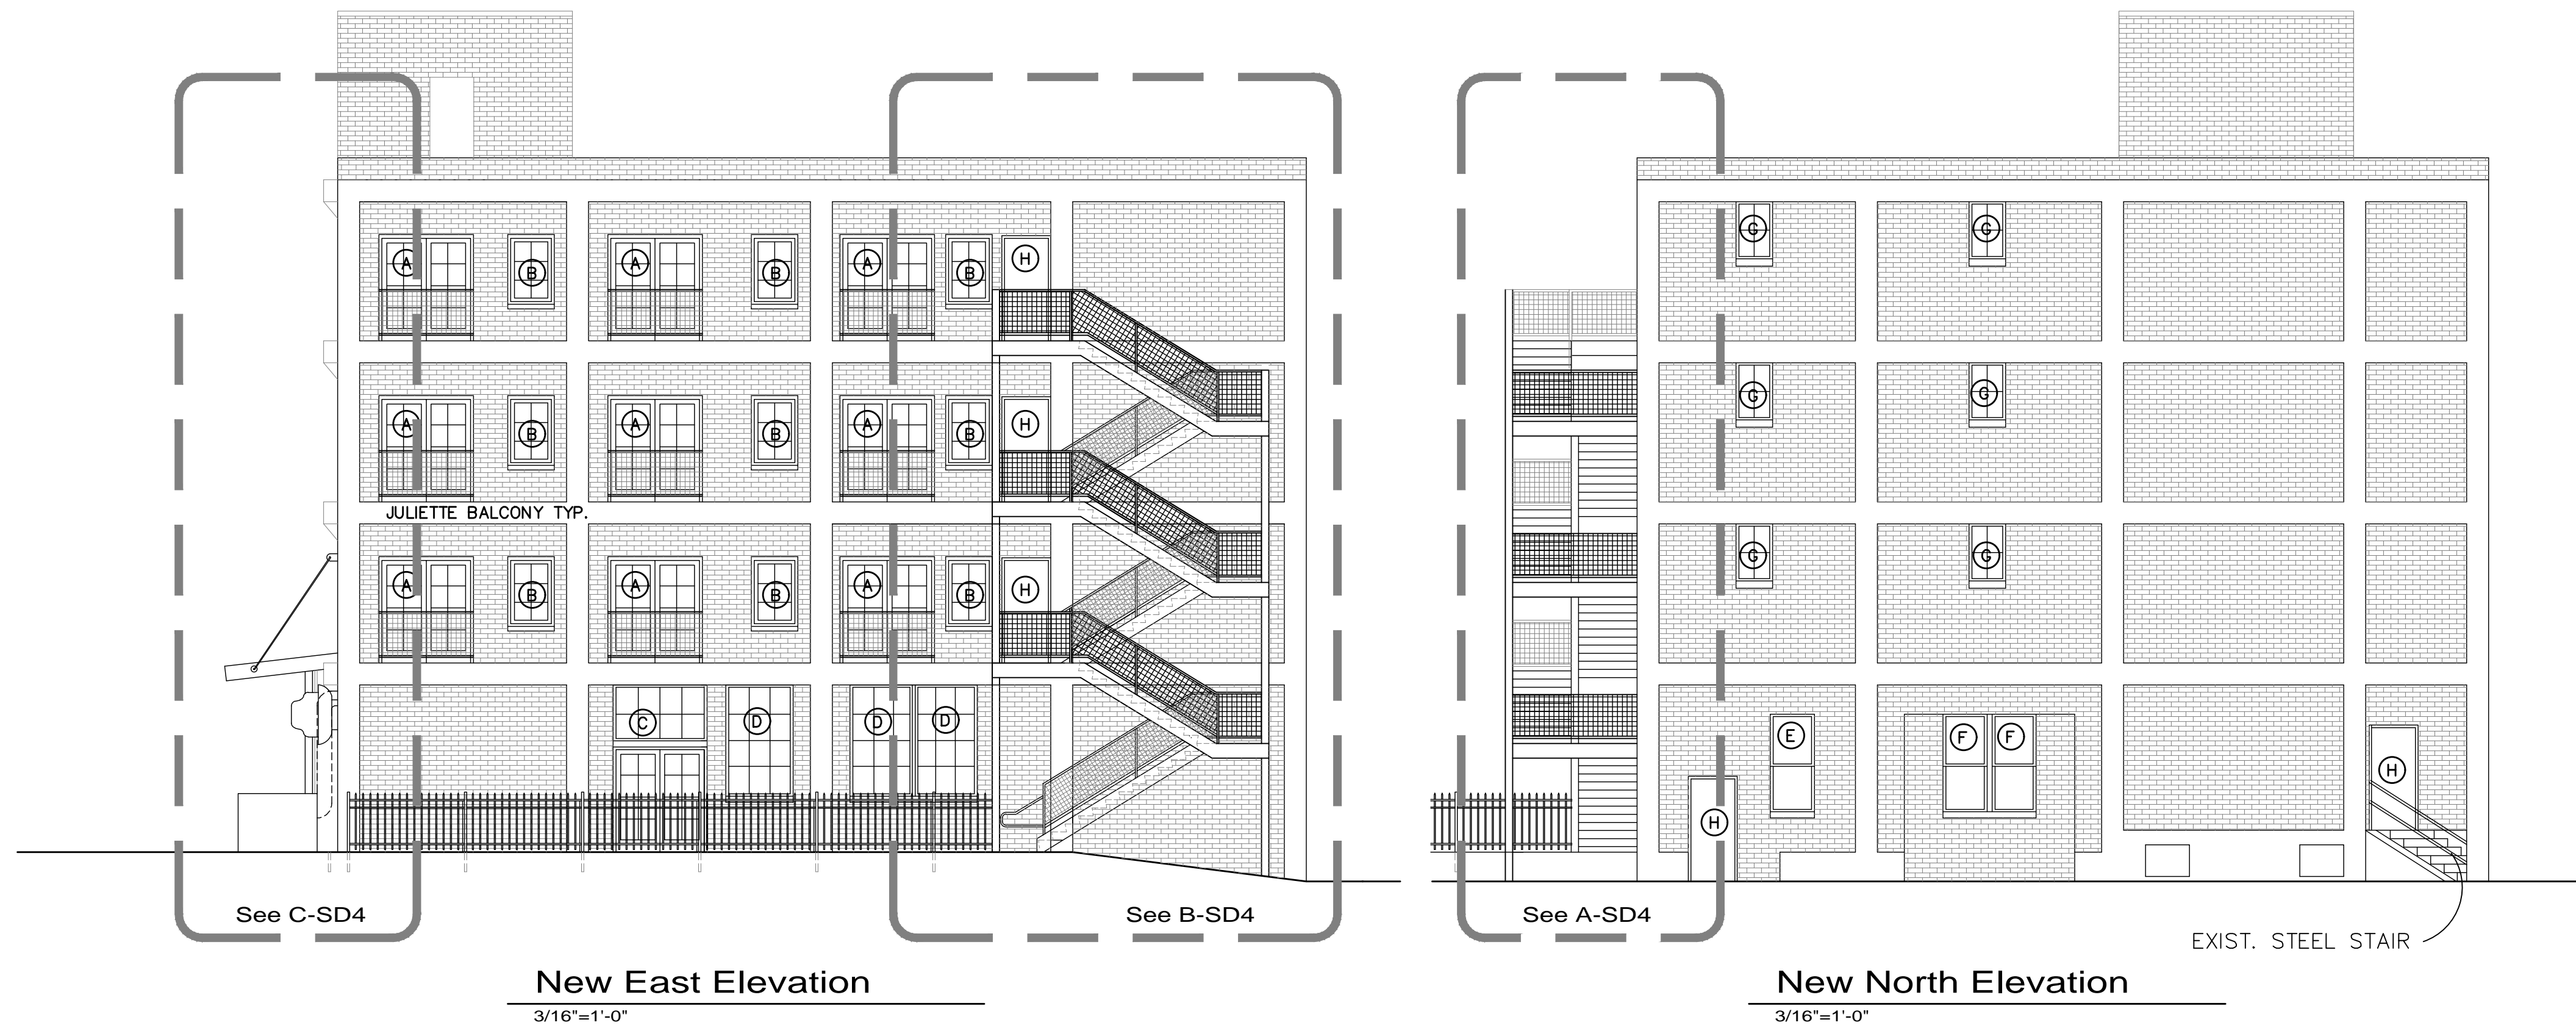 A B A B A B H
A B A B A B H
JULIETTE BALCONY TYP.
A B A B A B H
C D D D
See C-SD4
See B-SD4
New East Elevation
3/16"=1'-0"
G G
G G
G G
E F F H
H
See A-SD4
EXIST. STEEL STAIR
New North Elevation
3/16"=1'-0"